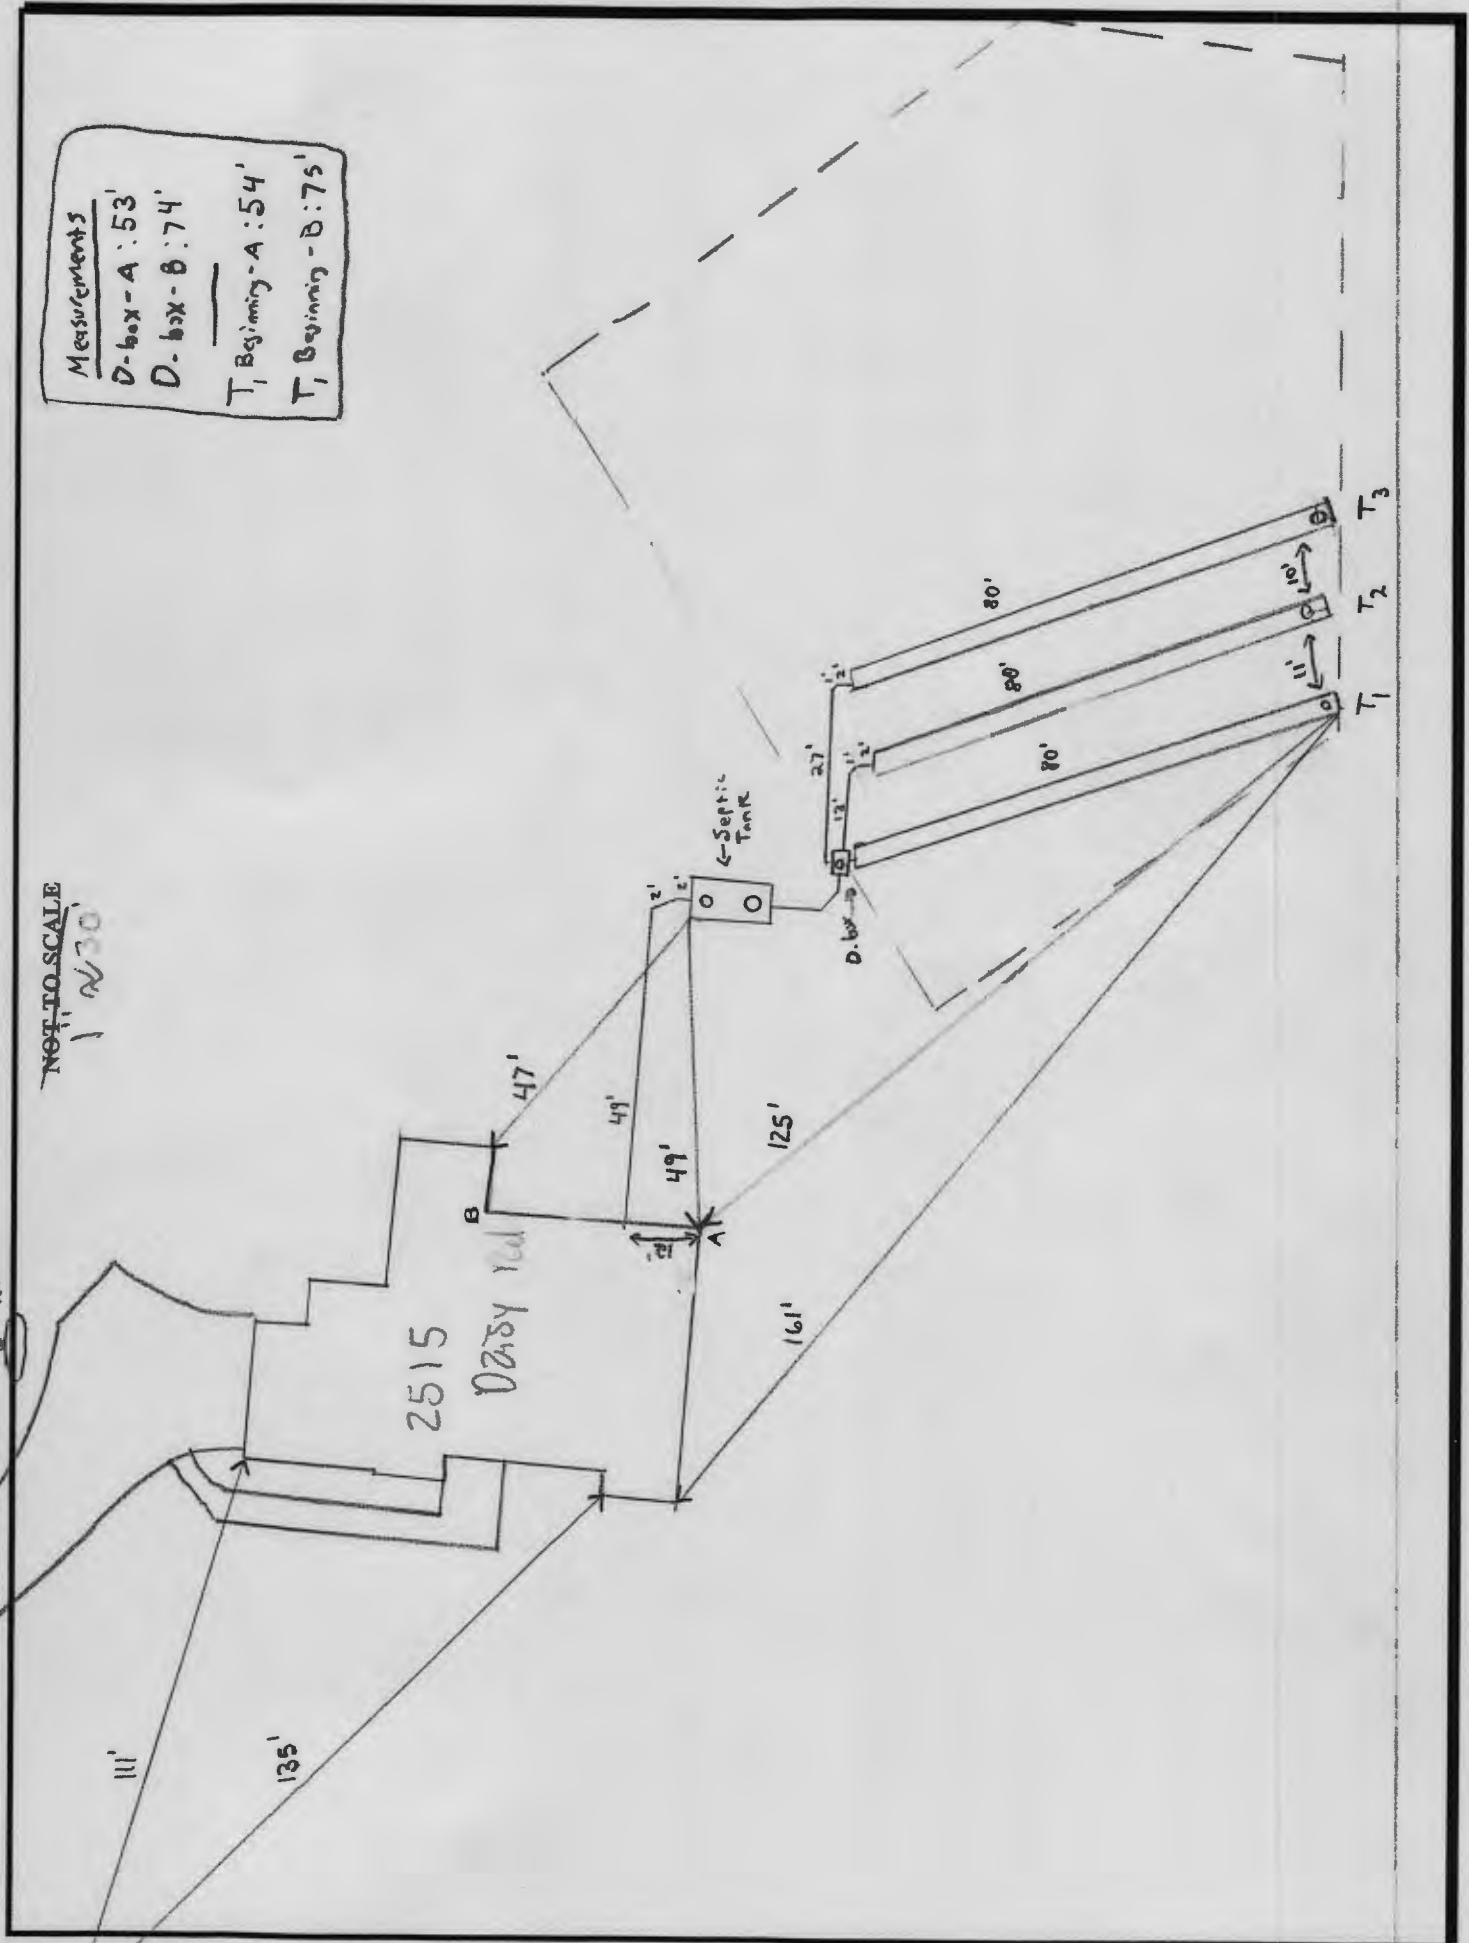 NOT TO SCALE
1" ≈ 30'
Measurements
D-box-A: 53'
D-box-B: 74'
T1 Beginning-A: 54'
T1 Beginning-B: 75'
111'
135'
2515
Daisy Rd
B
A
47'
49'
49'
2'
2'
←Septic
Tank
D.box→
125'
161'
27'
13'
1'
2'
1'
2'
80'
80'
80'
11'
10'
T1
T2
T3